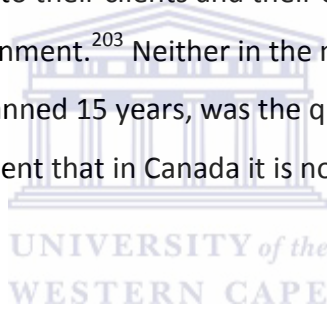 to their clients and their
nment.²⁰³ Neither in the
anned 15 years, was the q
ent that in Canada it is no
UNIVERSITY of the
WESTERN CAPE